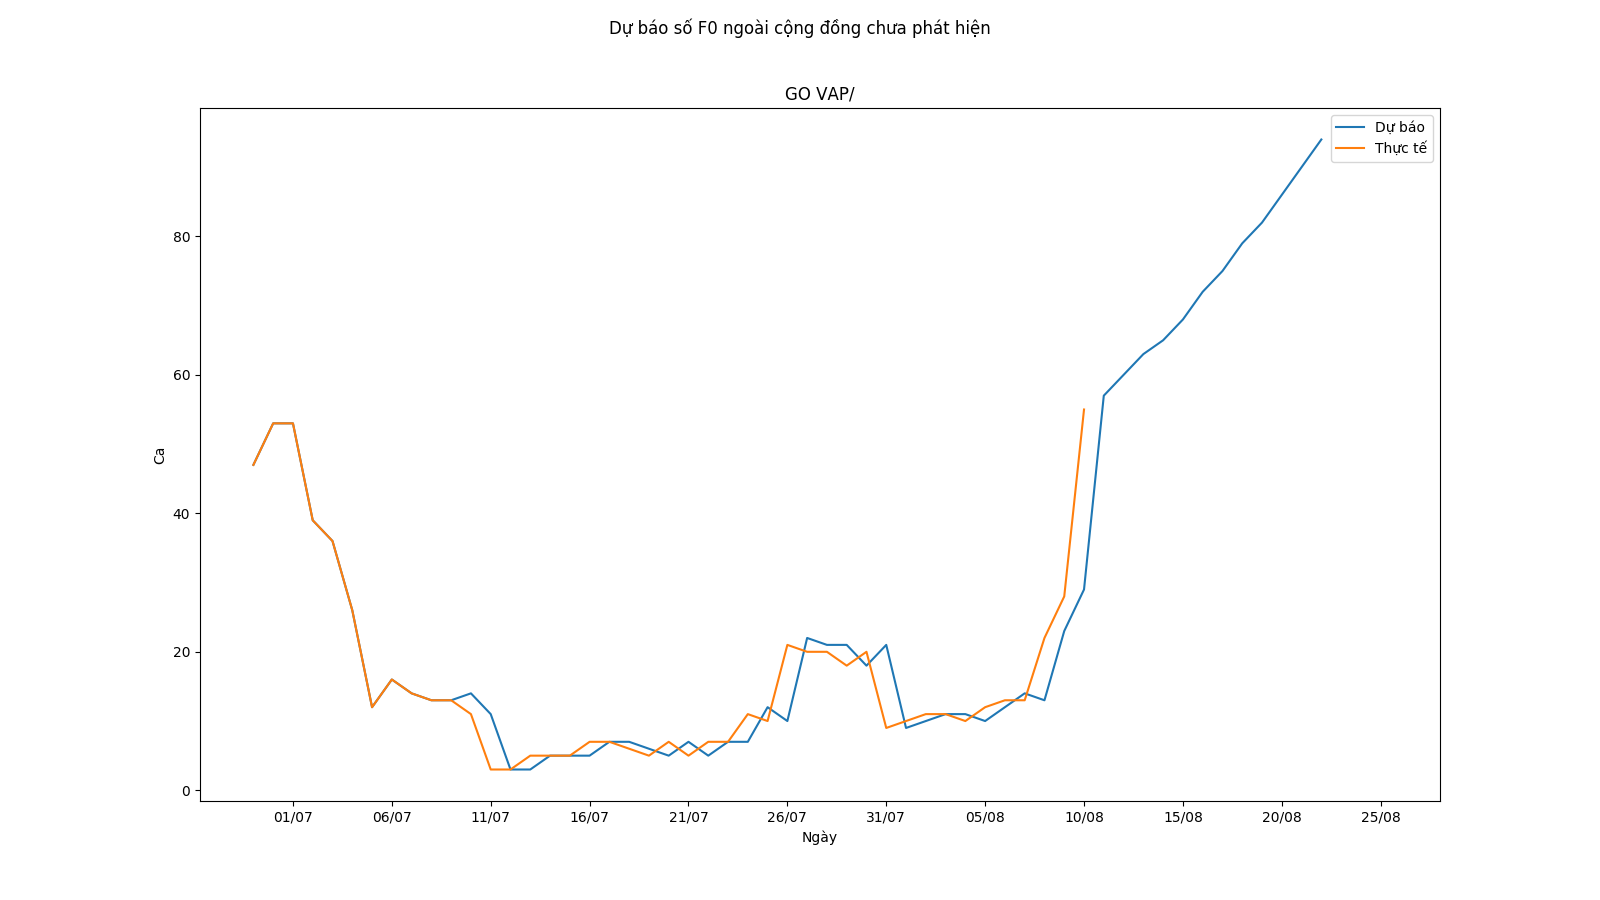 Dự báo số F0 ngoài cộng đồng chưa phát hiện
GO VAP/
Dự báo
Thực tế
80
60
40
20
0
Ca
01/07 06/07 11/07 16/07 21/07 26/07 31/07 05/08 10/08 15/08 20/08 25/08
Ngày